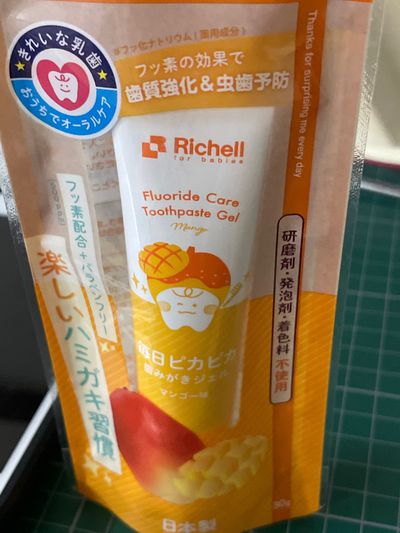 きれいな乳歯
おうちでオーラルケア
フッ化ナトリウム(薬用成分)
フッ素の効果で
歯質強化&虫歯予防
Thanks for surprising me every day
Richell
for babies
Fluoride Care
Toothpaste Gel
Mango
毎日ピカピカ
歯みがきジェル
マンゴー味
フッ素配合+パラベンフリー
楽しいハミガキ習慣
研磨剤・発泡剤・着色料 不使用
日本製
30g